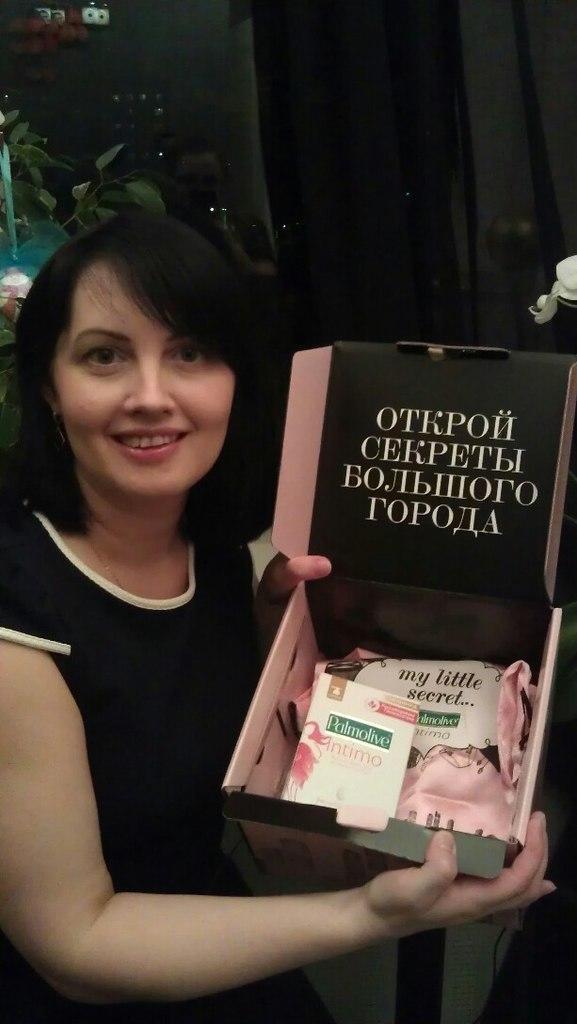 ОТКРОЙ
СЕКРЕТЫ
БОЛЬШОГО
ГОРОДА
my little
secret...
Palmolive
intimo
Palmolive
Intimo